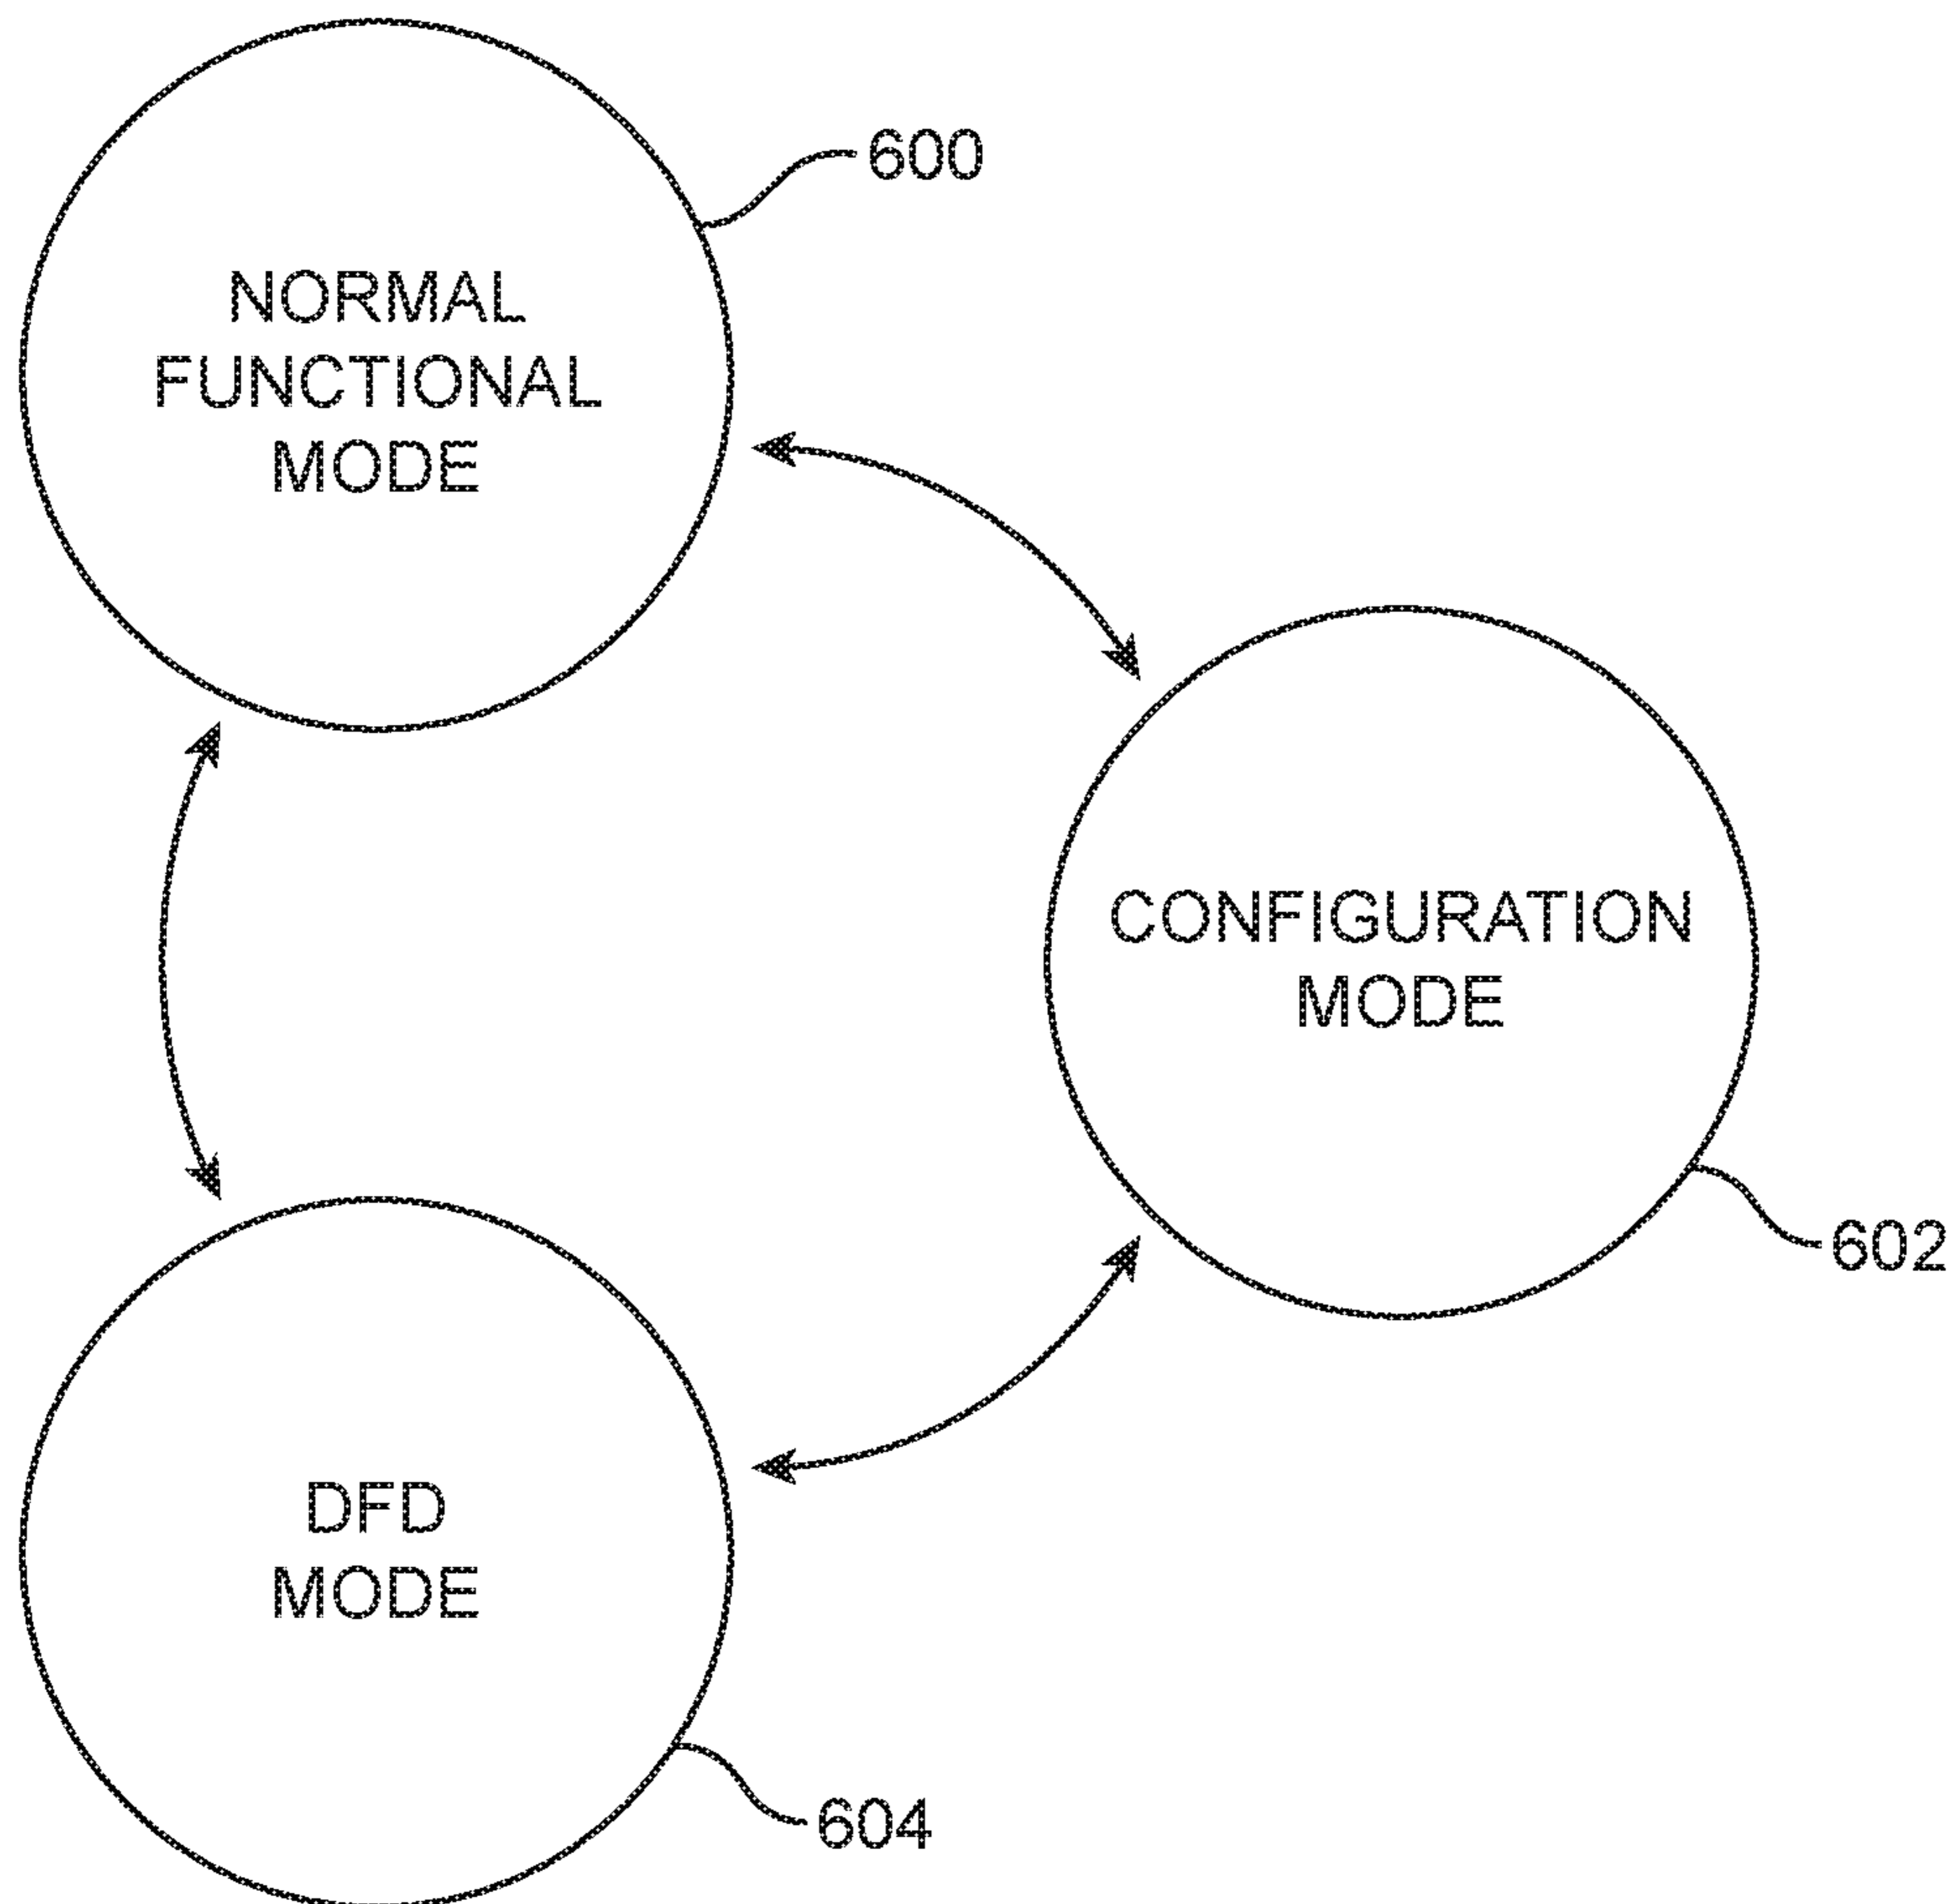 600
NORMAL
FUNCTIONAL
MODE
CONFIGURATION
MODE
602
DFD
MODE
604